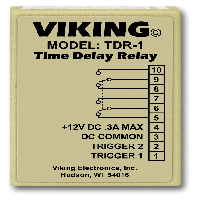 VIKING©
MODEL: TDR-1
Time Delay Relay
10
9
8
7
6
5
+12V DC .3A MAX 4
DC COMMON 3
TRIGGER 2 2
TRIGGER 1 1
Viking Electronics, Inc.
Hudson, WI 54016